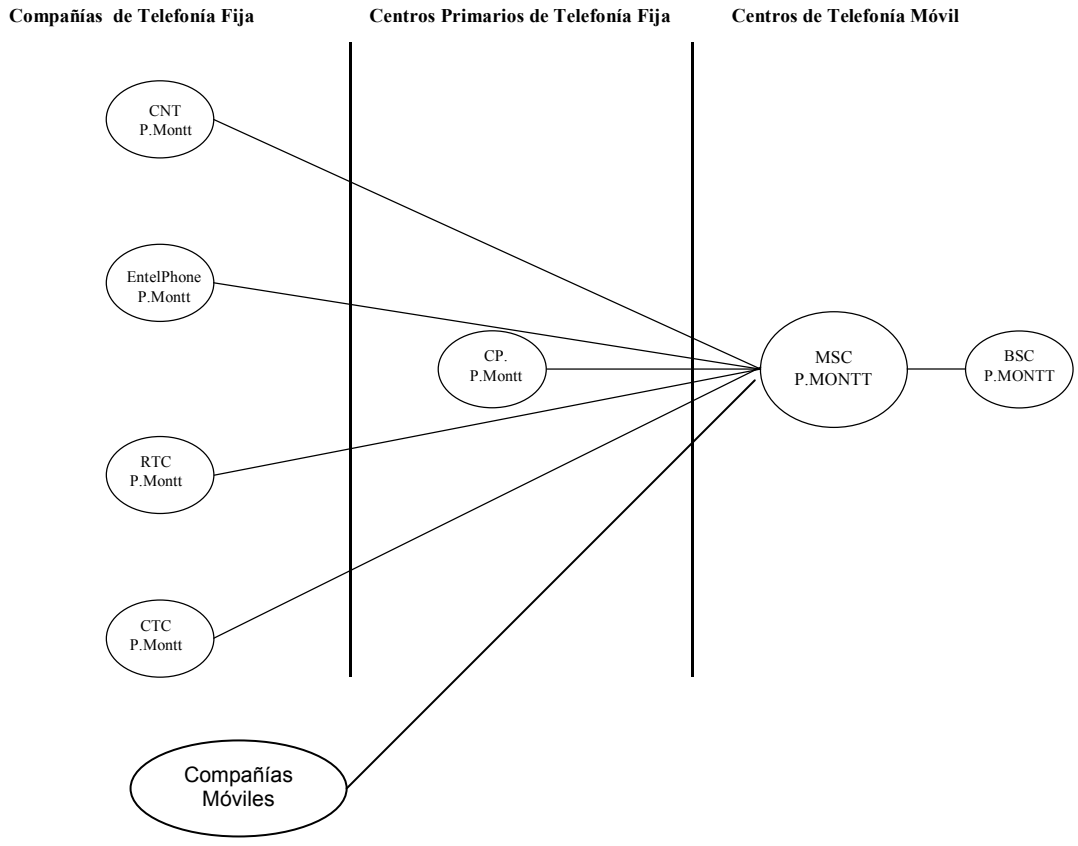 Compañías de Telefonía Fija
Centros Primarios de Telefonía Fija
Centros de Telefonía Móvil
CNT
P.Montt
EntelPhone
P.Montt
CP.
P.Montt
MSC
P.MONTT
BSC
P.MONTT
RTC
P.Montt
CTC
P.Montt
Compañías
Móviles